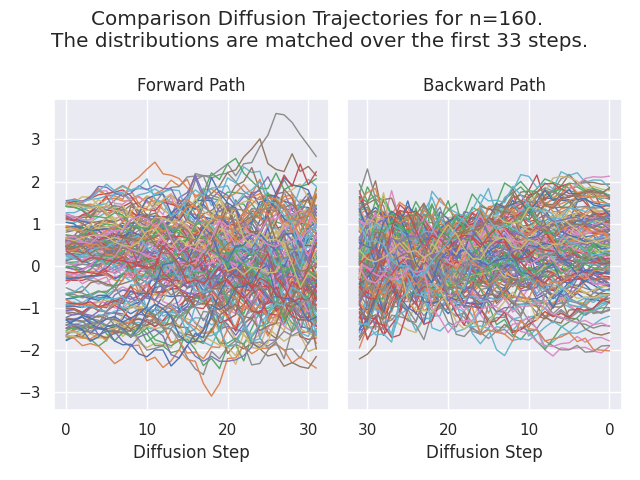 Comparison Diffusion Trajectories for n=160.
The distributions are matched over the first 33 steps.
Forward Path
Backward Path
3
2
1
0
−1
−2
−3
0 10 20 30
30 20 10 0
Diffusion Step
Diffusion Step